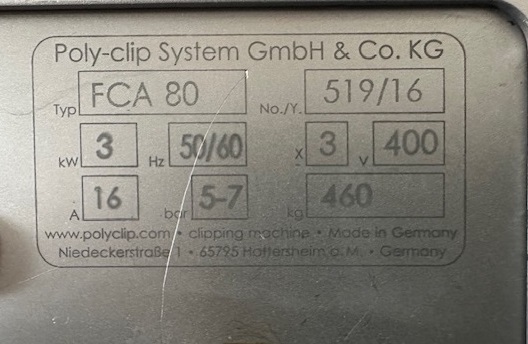 Poly-clip System GmbH & Co. KG
Typ FCA 80 No./Y. 519/16
kW 3 Hz 50/60 X 3 V 400
A 16 bar 5-7 kg 460
www.polyclip.com • clipping machine • Made in Germany
Niederckerstraße 1 • 65795 Hattersheim a. M. • Germany